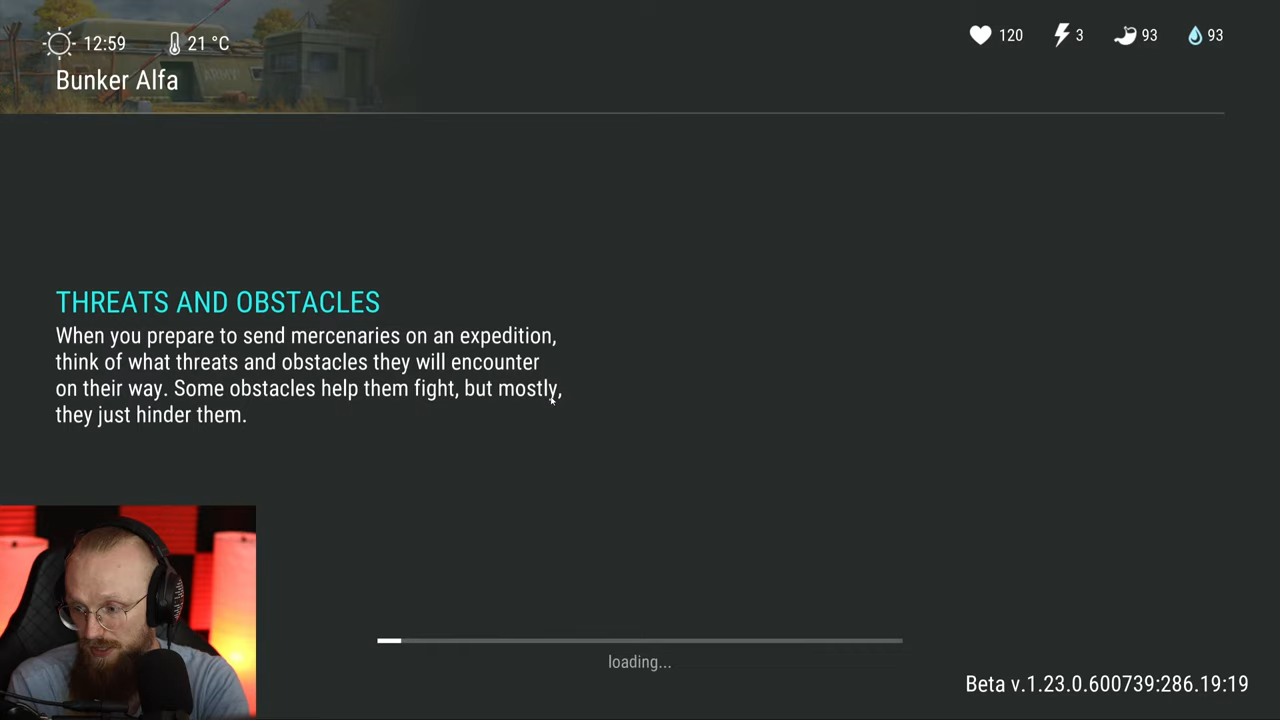 12:59 21 °C
120 3 93 93
Bunker Alfa
ARMY
THREATS AND OBSTACLES
When you prepare to send mercenaries on an expedition,
think of what threats and obstacles they will encounter
on their way. Some obstacles help them fight, but mostly,
they just hinder them.
loading...
Beta v.1.23.0.600739:286.19:19